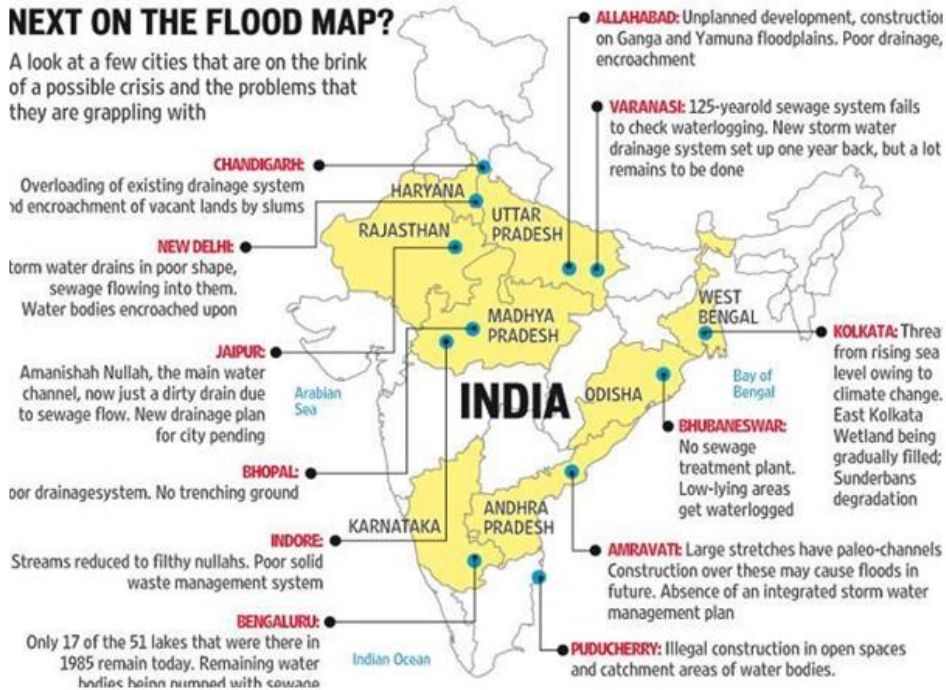 NEXT ON THE FLOOD MAP?
A look at a few cities that are on the brink
of a possible crisis and the problems that
they are grappling with
CHANDIGARH:
Overloading of existing drainage system
nd encroachment of vacant lands by slums
NEW DELHI:
torm water drains in poor shape,
sewage flowing into them.
Water bodies encroached upon
JAIPUR:
Amanishah Nullah, the main water
channel, now just a dirty drain due
to sewage flow. New drainage plan
for city pending
BHOPAL:
oor drainagesystem. No trenching ground
INDORE:
Streams reduced to filthy nullahs. Poor solid
waste management system
BENGALURU:
Only 17 of the 51 lakes that were there in
1985 remain today. Remaining water
bodies being pumped with sewage
ALLAHABAD: Unplanned development, constructio
on Ganga and Yamuna floodplains. Poor drainage,
encroachment
VARANASI: 125-yearold sewage system fails
to check waterlogging. New storm water
drainage system set up one year back, but a lot
remains to be done
HARYANA
RAJASTHAN
UTTAR
PRADESH
MADHYA
PRADESH
WEST
BENGAL
INDIA
ODISHA
KARNATAKA
ANDHRA
PRADESH
Arabian
Sea
Bay of
Bengal
Indian Ocean
KOLKATA: Threa
from rising sea
level owing to
climate change.
East Kolkata
Wetland being
gradually filled;
Sunderbans
degradation
BHUBANESWAR:
No sewage
treatment plant.
Low-lying areas
get waterlogged
AMRAVATI: Large stretches have paleo-channels
Construction over these may cause floods in
future. Absence of an integrated storm water
management plan
PUDUCHERRY: Illegal construction in open spaces
and catchment areas of water bodies.